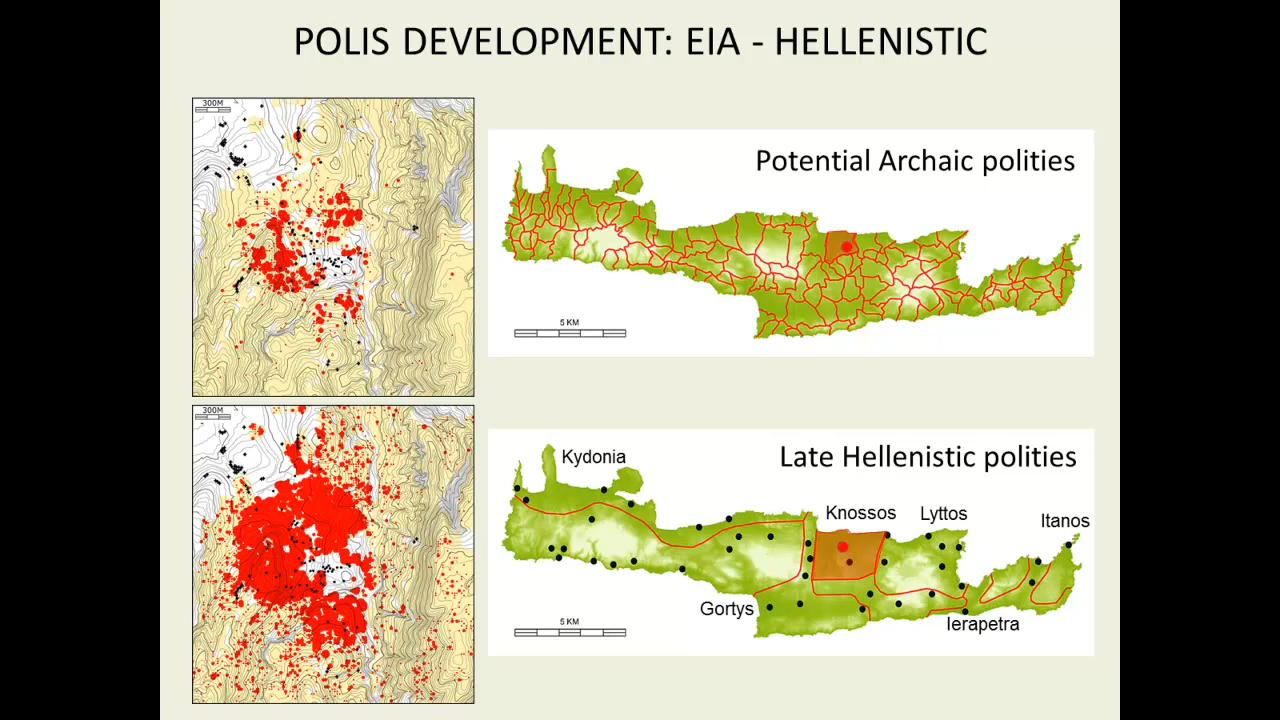 POLIS DEVELOPMENT: EIA - HELLENISTIC
300M
Potential Archaic polities
5 KM
300M
Late Hellenistic polities
Kydonia
Knossos
Lyttos
Itanos
Gortys
Ierapetra
5 KM